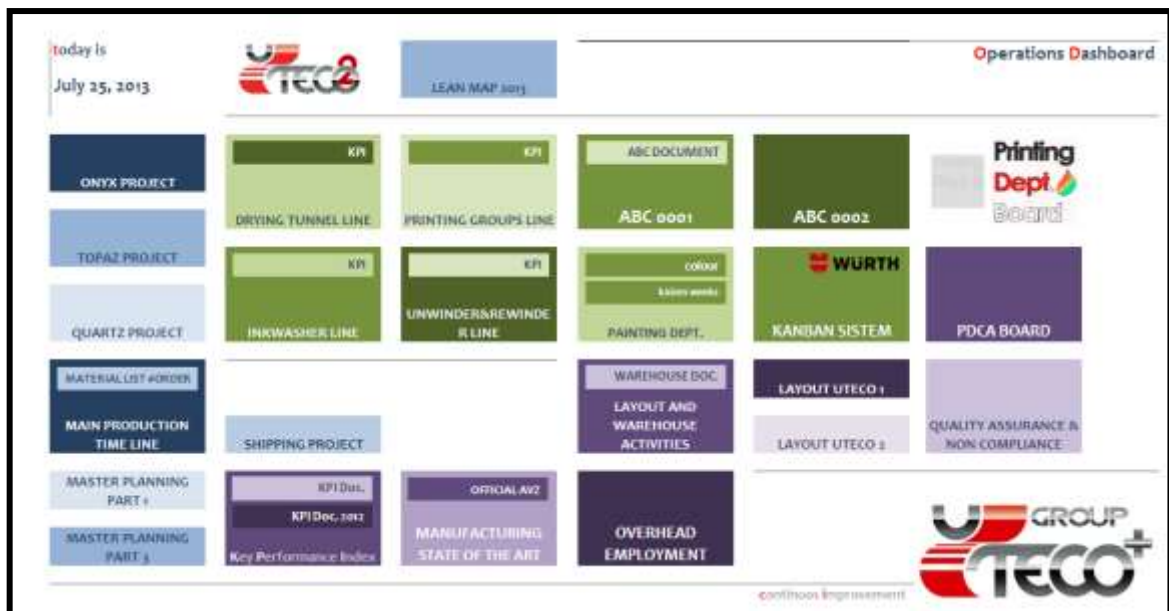 today is
July 25, 2013
UTECO2
LEAN MAP 2013
Operations Dashboard
ONYX PROJECT
KPI
DRYING TUNNEL LINE
KPI
PRINTING GROUPS LINE
ABC DOCUMENT
ABC 0001
ABC 0002
Printing
Dept.
Board
TOPAZ PROJECT
QUARTZ PROJECT
KPI
INKWASHER LINE
KPI
UNWINDER&REWINDE
R LINE
colour
kaizen weeks
PAINTING DEPT.
WÜRTH
KANBAN SISTEM
PDCA BOARD
MATERIAL LIST #ORDER
MAIN PRODUCTION
TIME LINE
SHIPPING PROJECT
WAREHOUSE DOC.
LAYOUT AND
WAREHOUSE
ACTIVITIES
LAYOUT UTECO 1
LAYOUT UTECO 2
QUALITY ASSURANCE &
NON COMPLIANCE
MASTER PLANNING
PART 1
MASTER PLANNING
KPI Doc.
KPI Doc. 2012
Key Performance Index
OFFICIAL AVZ
MANUFACTURING
STATE OF THE ART
OVERHEAD
EMPLOYMENT
UTECO+
GROUP
continuos improvement